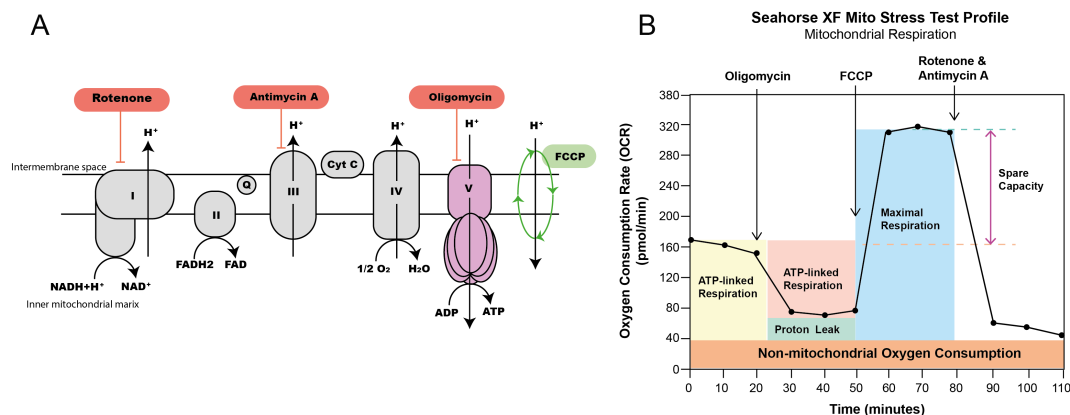 A
Rotenone
Antimycin A
Oligomycin
H⁺
H⁺
H⁺
H⁺
H⁺
FCCP
Intermembrane space
Cyt C
Q
I
II
III
IV
V
FADH2
FAD
1/2 O₂
H₂O
NADH+H⁺
NAD⁺
ADP
ATP
Inner mitochondrial marix
B
Seahorse XF Mito Stress Test Profile
Mitochondrial Respiration
Oligomycin
FCCP
Rotenone &
Antimycin A
Oxygen Consumption Rate (OCR)
(pmol/min)
380
320
280
200
160
120
80
40
0
ATP-linked
Respiration
ATP-linked
Respiration
Proton Leak
Maximal
Respiration
Spare
Capacity
Non-mitochondrial Oxygen Consumption
0
10
20
30
40
50
60
70
80
90
100
110
Time (minutes)